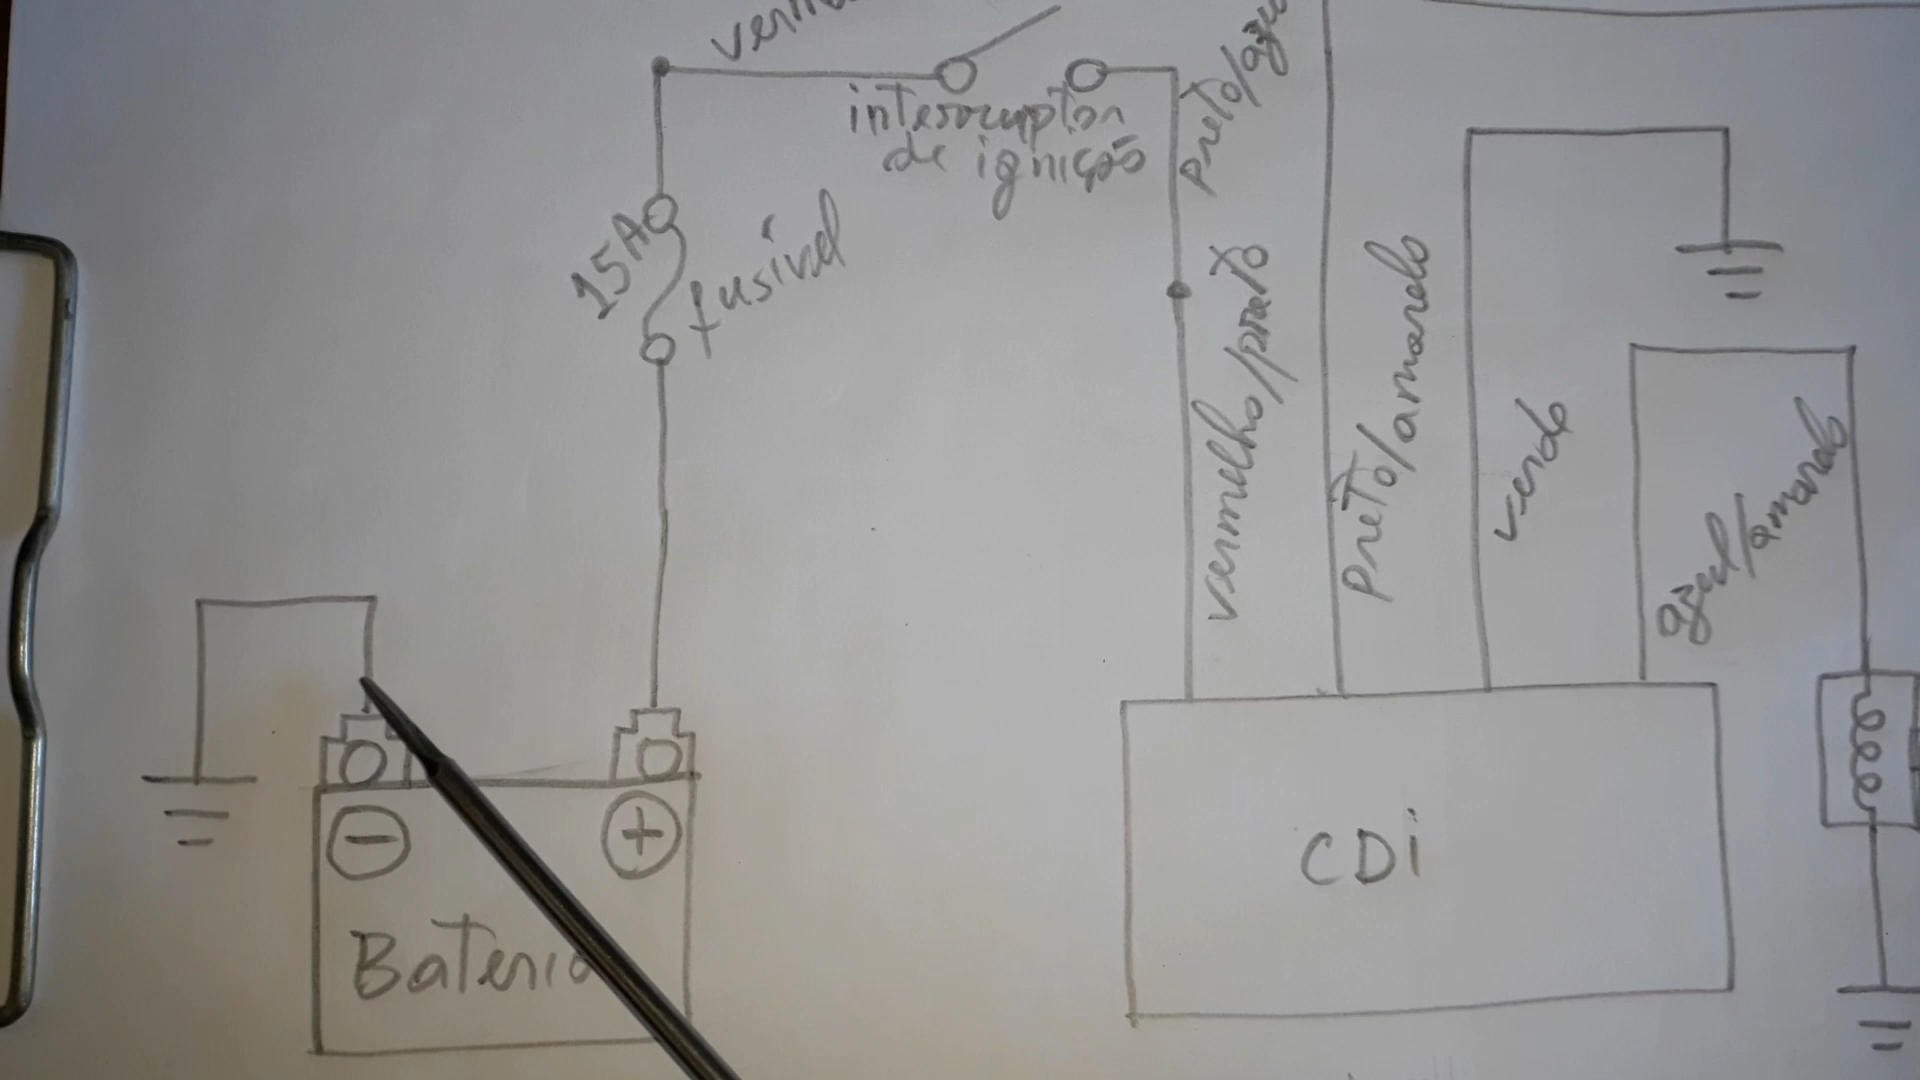 interruptor
de ignição
15A
fusível
vermelho/preto
preto/amarelo
verde
azul/amarelo
−
+
Bateria
CDi